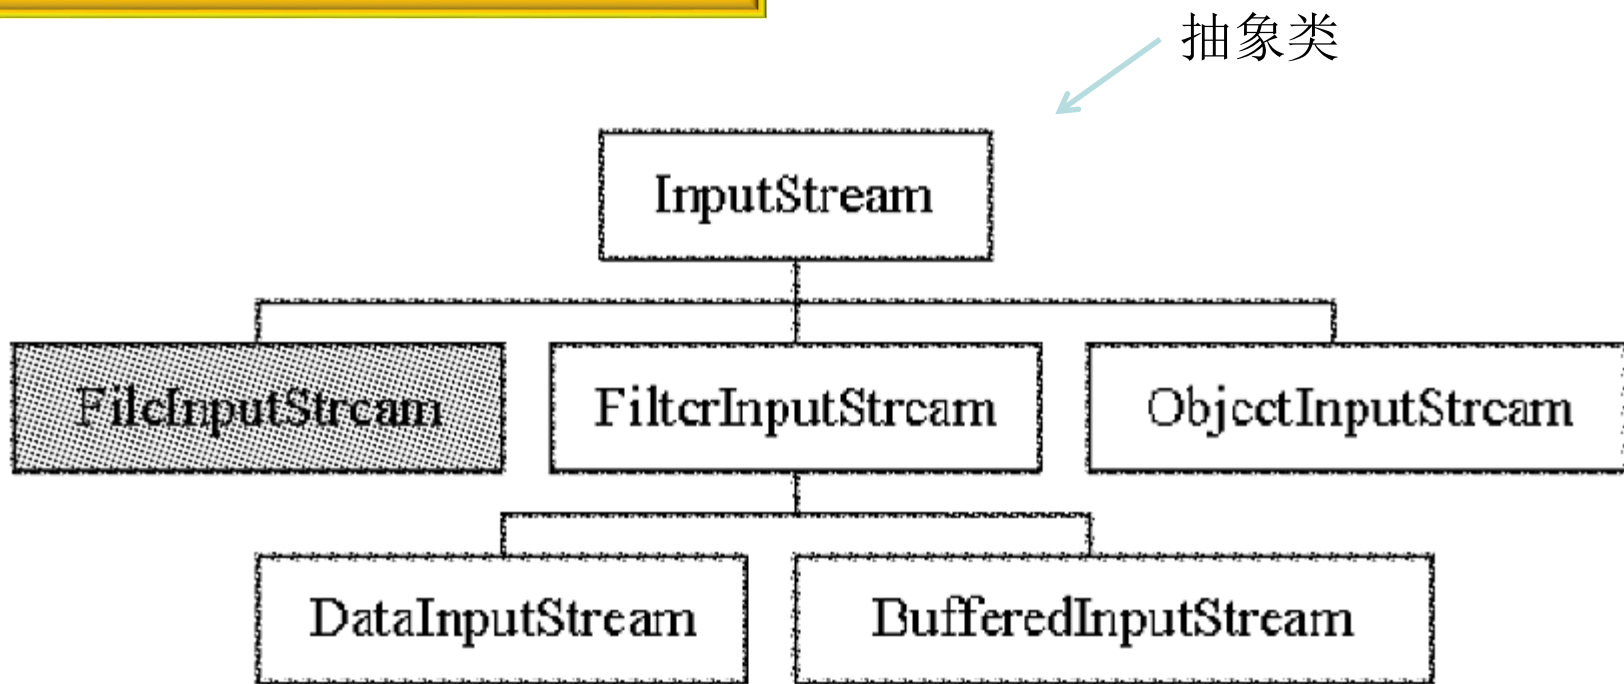 抽象类
InputStream
FileInputStream
FilterInputStream
ObjectInputStream
DataInputStream
BufferedInputStream